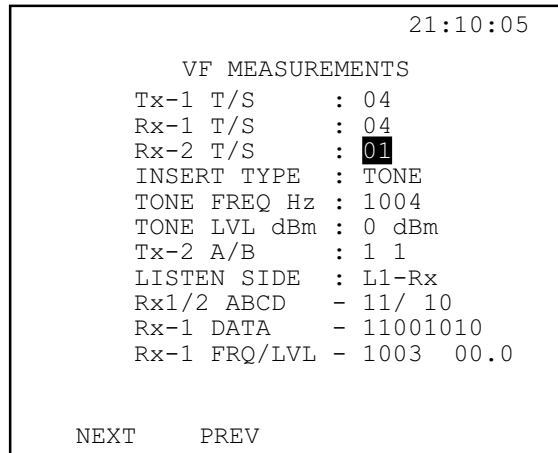 21:10:05
VF MEASUREMENTS
Tx-1 T/S : 04
Rx-1 T/S : 04
Rx-2 T/S : 01
INSERT TYPE : TONE
TONE FREQ Hz : 1004
TONE LVL dBm : 0 dBm
Tx-2 A/B : 1 1
LISTEN SIDE : L1-Rx
Rx1/2 ABCD - 11/ 10
Rx-1 DATA - 11001010
Rx-1 FRQ/LVL - 1003 00.0
NEXT PREV